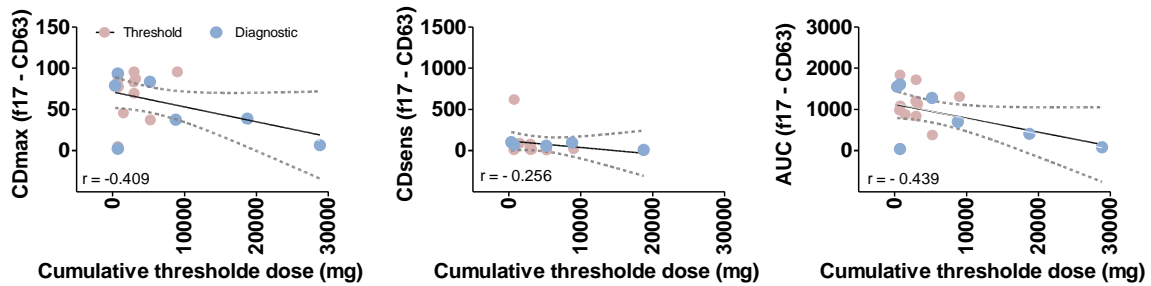 CDmax (f17 - CD63)
150
100
50
0
Threshold
Diagnostic
r = -0.409
0
10000
20000
30000
Cumulative thresholde dose (mg)
CDsens (f17 - CD63)
1500
1000
500
0
r = - 0.256
0
10000
20000
30000
Cumulative thresholde dose (mg)
AUC (f17 - CD63)
3000
2000
1000
0
r = - 0.439
0
10000
20000
30000
Cumulative thresholde dose (mg)